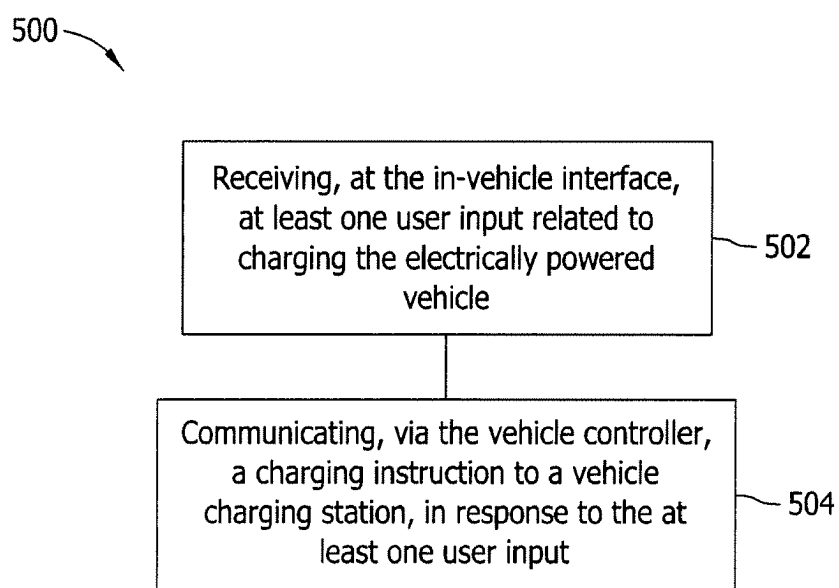 500
Receiving, at the in-vehicle interface,
at least one user input related to
charging the electrically powered
vehicle
502
Communicating, via the vehicle controller,
a charging instruction to a vehicle
charging station, in response to the at
least one user input
504